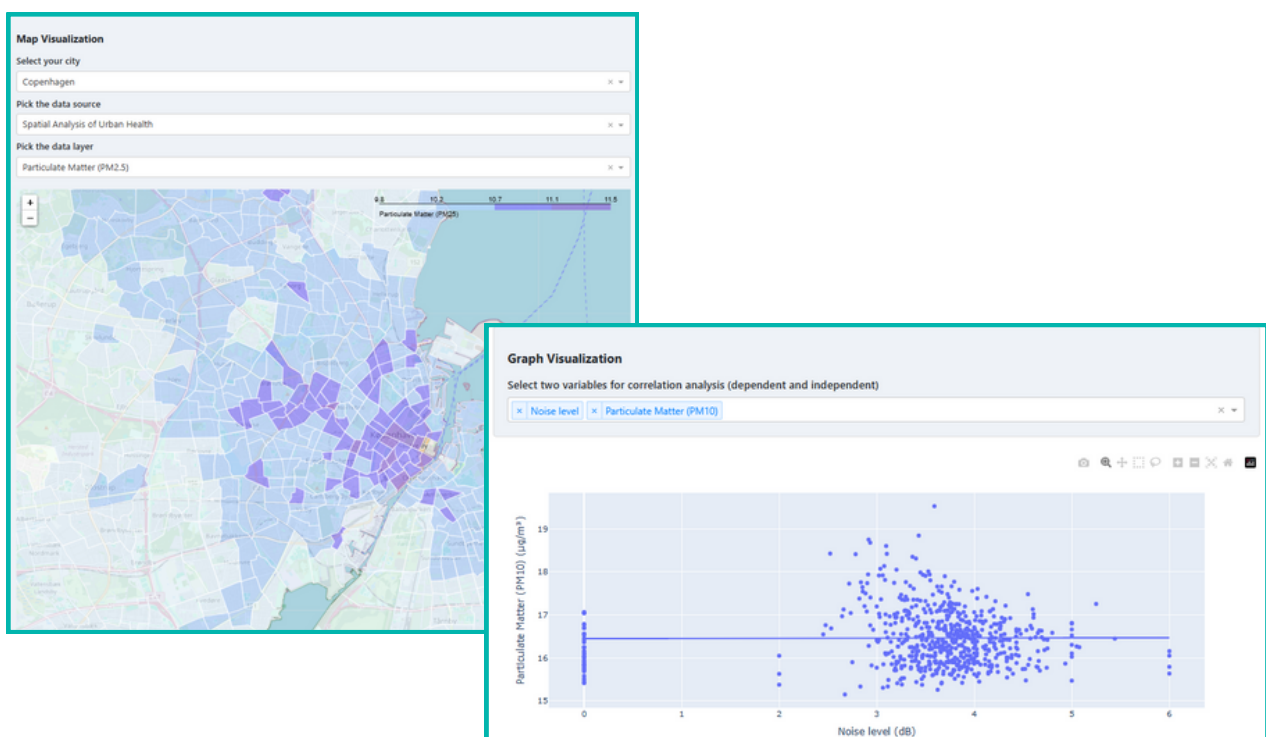 Map Visualization
Select your city
Copenhagen
Pick the data source
Spatial Analysis of Urban Health
Pick the data layer
Particulate Matter (PM2.5)
+
−
9.8 10.2 10.7 11.1 11.5
Particulate Matter (PM25)
Graph Visualization
Select two variables for correlation analysis (dependent and independent)
× Noise level × Particulate Matter (PM10)
Particulate Matter (PM10) (µg/m³)
19
18
17
16
15
0 1 2 3 4 5 6
Noise level (dB)